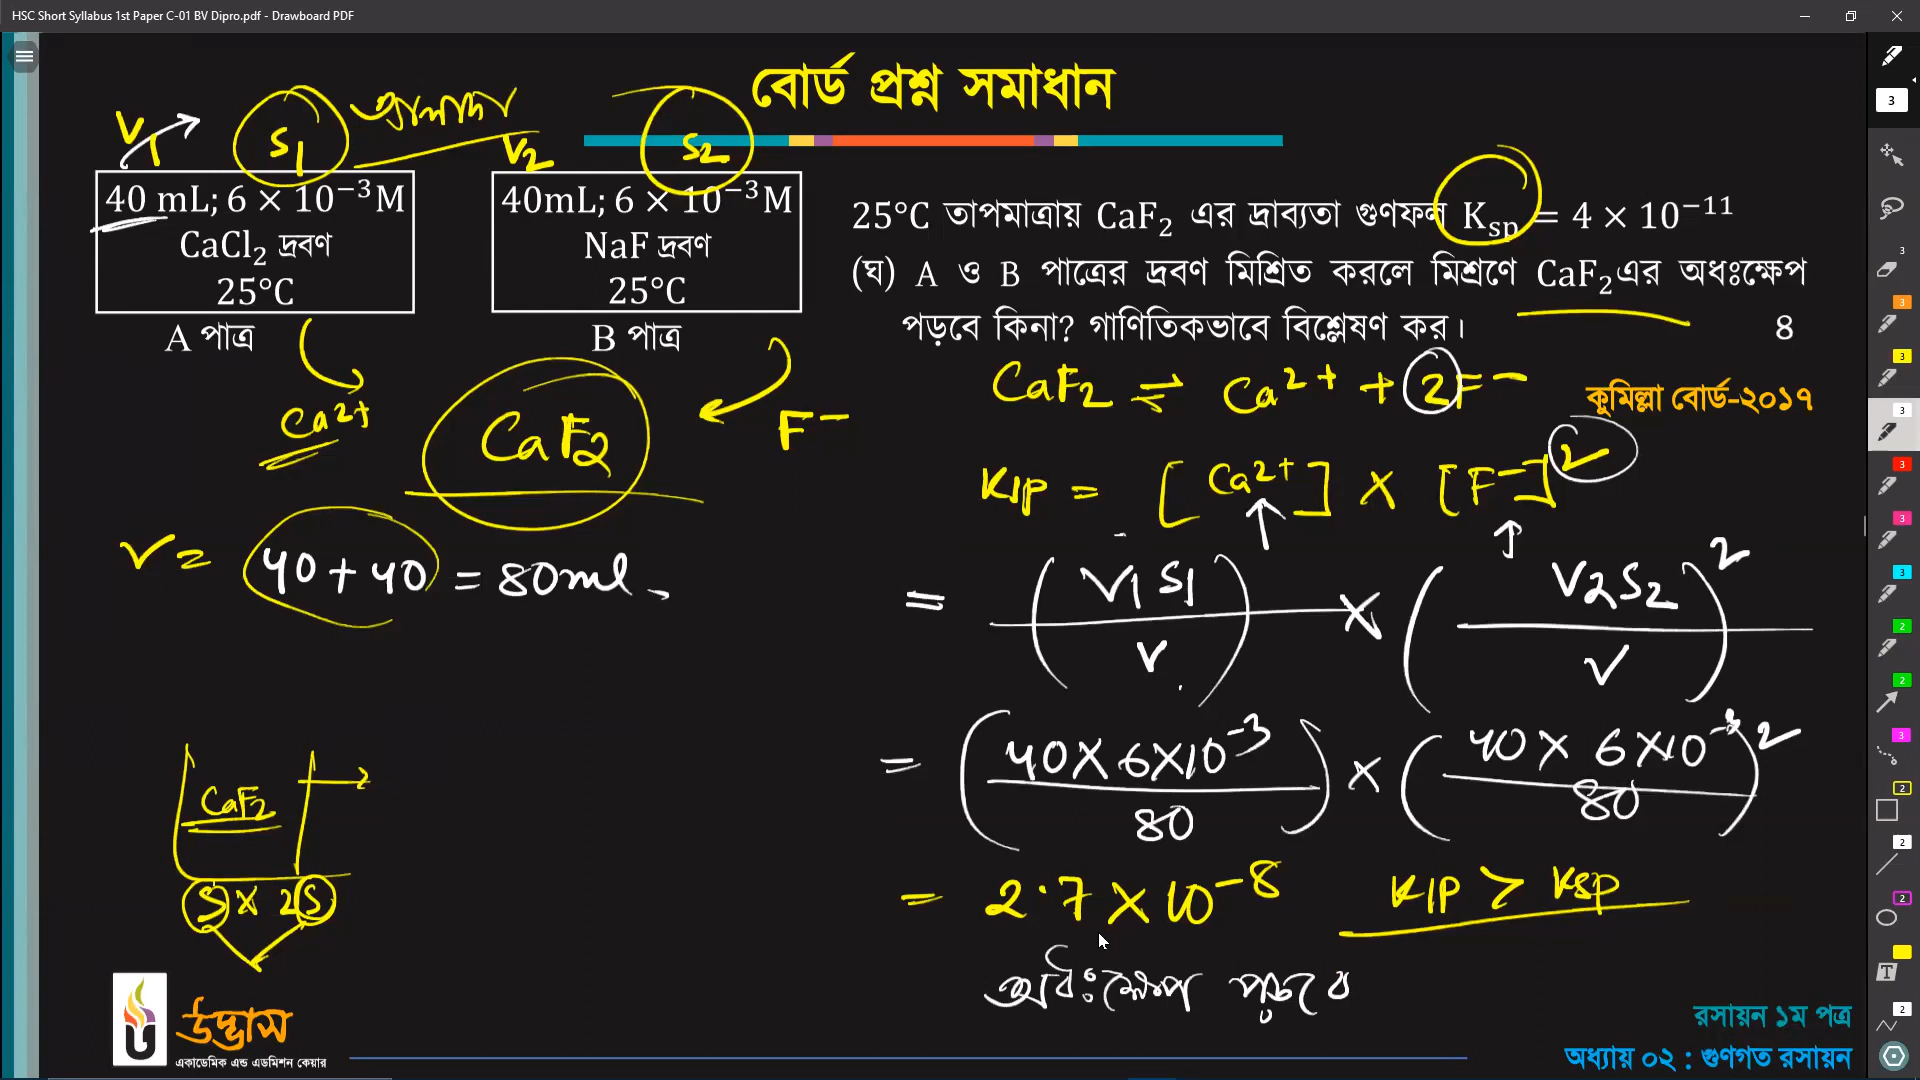 HSC Short Syllabus 1st Paper C-01 BV Dipro.pdf - Drawboard PDF
বোর্ড প্রশ্ন সমাধান
V₁ S₁ আলাদা V₂ S₂
40 mL; 6 × 10⁻³M
CaCl₂ দ্রবণ
25°C
A পাত্র
40mL; 6 × 10⁻³M
NaF দ্রবণ
25°C
B পাত্র
25°C তাপমাত্রায় CaF₂ এর দ্রাব্যতা গুণফল Kₛₚ = 4 × 10⁻¹¹
(ঘ) A ও B পাত্রের দ্রবণ মিশ্রিত করলে মিশ্রণে CaF₂এর অধঃক্ষেপ
পড়বে কিনা? গাণিতিকভাবে বিশ্লেষণ কর। 8
কুমিল্লা বোর্ড-২০১৭
Ca²⁺ CaF₂ F⁻
V = 40 + 40 = 80ml
CaF₂ ⇌ Ca²⁺ + 2F⁻
KIP = [Ca²⁺] × [F⁻]²
= (V₁S₁/V) × (V₂S₂/V)²
= (40×6×10⁻³/80) × (40×6×10⁻³/80)²
= 2.7 × 10⁻⁸ KIP > KSP
অধঃক্ষেপ পড়বে
CaF₂
S × 2S
উদ্ভাস
একাডেমিক এন্ড এডমিশন কেয়ার
রসায়ন ১ম পত্র
অধ্যায় ০২ : গুণগত রসায়ন